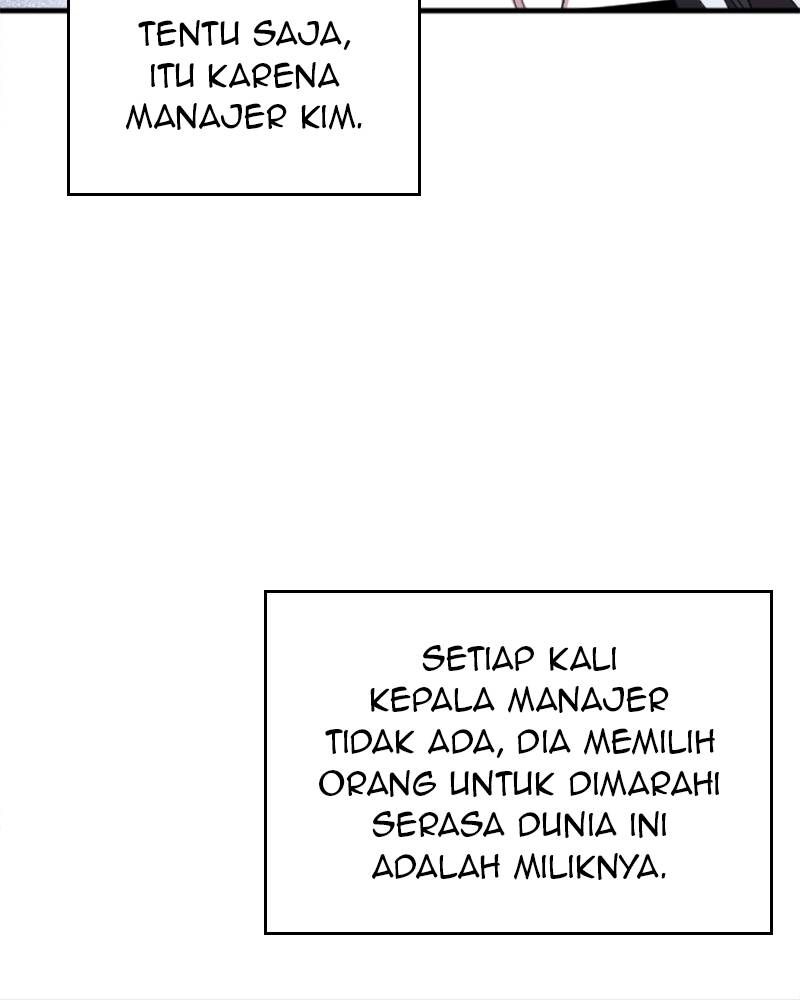 TENTU SAJA,
ITU KARENA
MANAJER KIM.
SETIAP KALI
KEPALA MANAJER
TIDAK ADA, DIA MEMILIH
ORANG UNTUK DIMARAHI
SERASA DUNIA INI
ADALAH MILIKNYA.